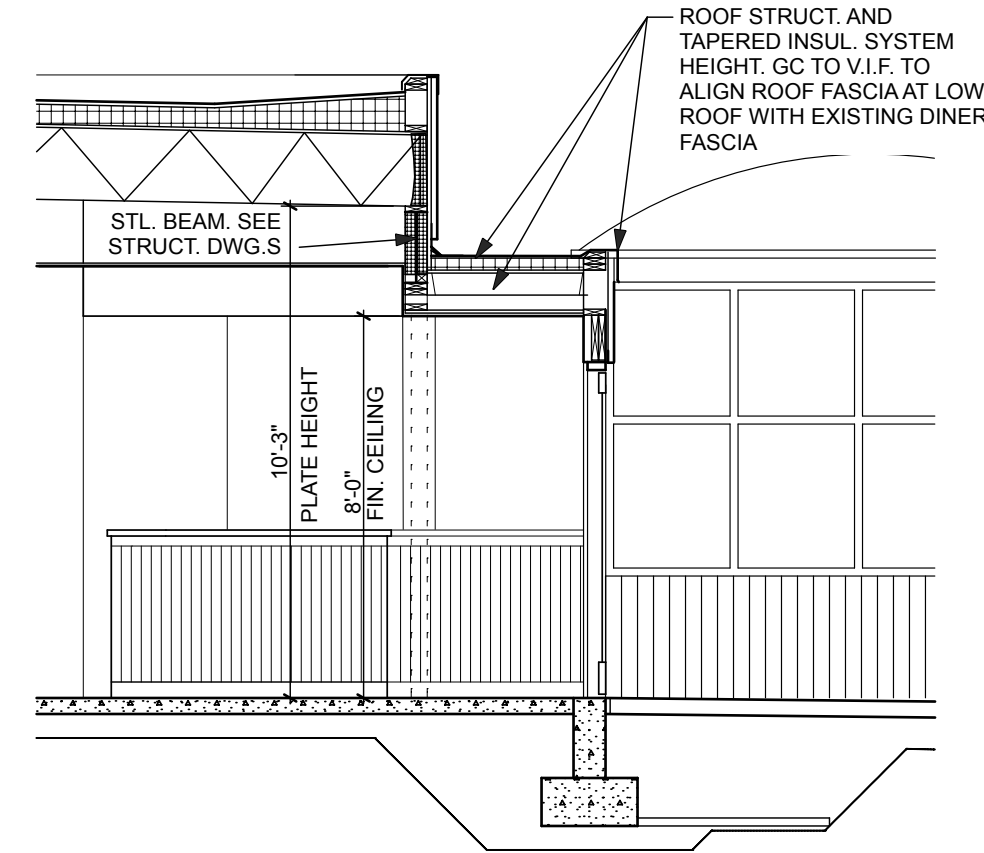 ROOF STRUCT. AND
TAPERED INSUL. SYSTEM
HEIGHT. GC TO V.I.F. TO
ALIGN ROOF FASCIA AT LOW
ROOF WITH EXISTING DINER
FASCIA
STL. BEAM. SEE
STRUCT. DWG.S
10'-3"
PLATE HEIGHT
8'-0"
FIN. CEILING